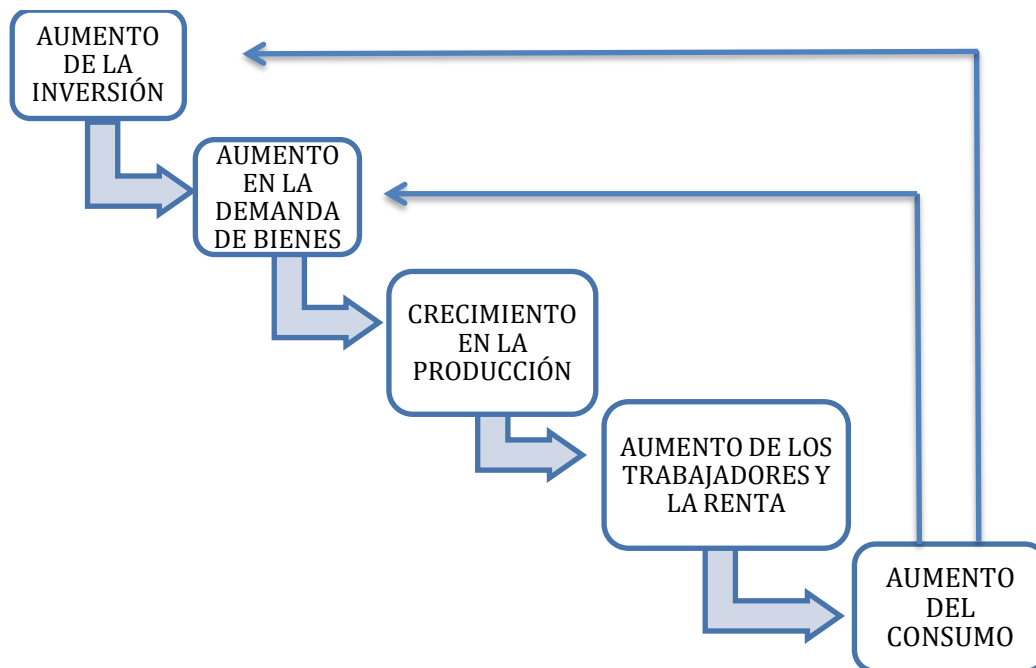 AUMENTO
DE LA
INVERSIÓN
AUMENTO
EN LA
DEMANDA
DE BIENES
CRECIMIENTO
EN LA
PRODUCCIÓN
AUMENTO DE LOS
TRABAJADORES Y
LA RENTA
AUMENTO
DEL
CONSUMO